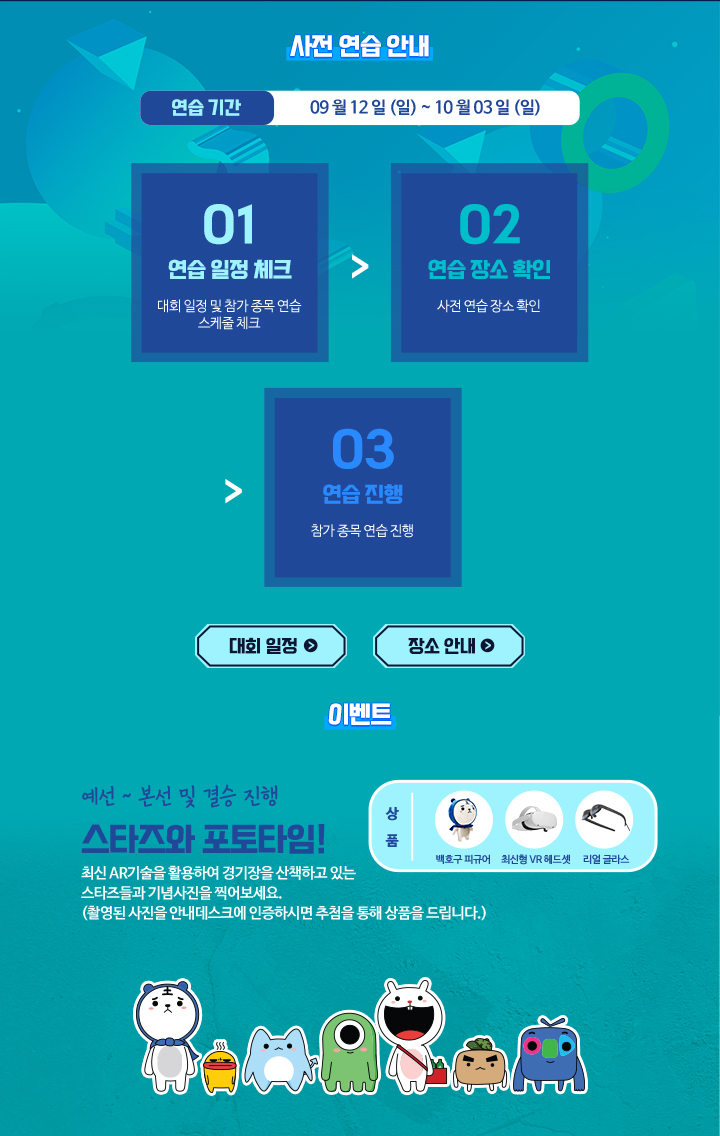 사전 연습 안내
연습 기간
09 월 12 일 (일) ~ 10 월 03 일 (일)
01
연습 일정 체크
대회 일정 및 참가 종목 연습
스케줄 체크
>
02
연습 장소 확인
사전 연습 장소 확인
>
03
연습 진행
참가 종목 연습 진행
대회 일정
장소 안내
이벤트
예선 ~ 본선 및 결승 진행
스타즈와 포토타임!
최신 AR기술을 활용하여 경기장을 산책하고 있는
스타즈들과 기념사진을 찍어보세요.
(촬영된 사진을 안내데스크에 인증하시면 추첨을 통해 상품을 드립니다.)
상
품
백호구 피규어
최신형 VR 헤드셋
리얼 글라스